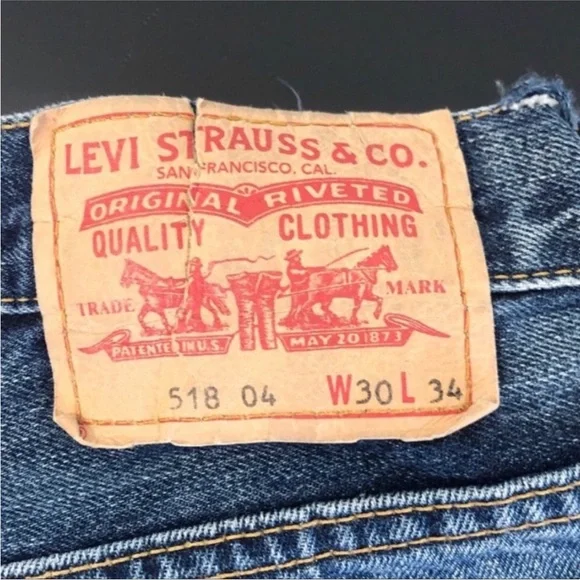 LEVI STRAUSS & CO.
SAN FRANCISCO, CAL.
ORIGINAL RIVETED
QUALITY CLOTHING
TRADE MARK
PATENTED IN U.S. MAY 20 1873
518 04 W30 L 34